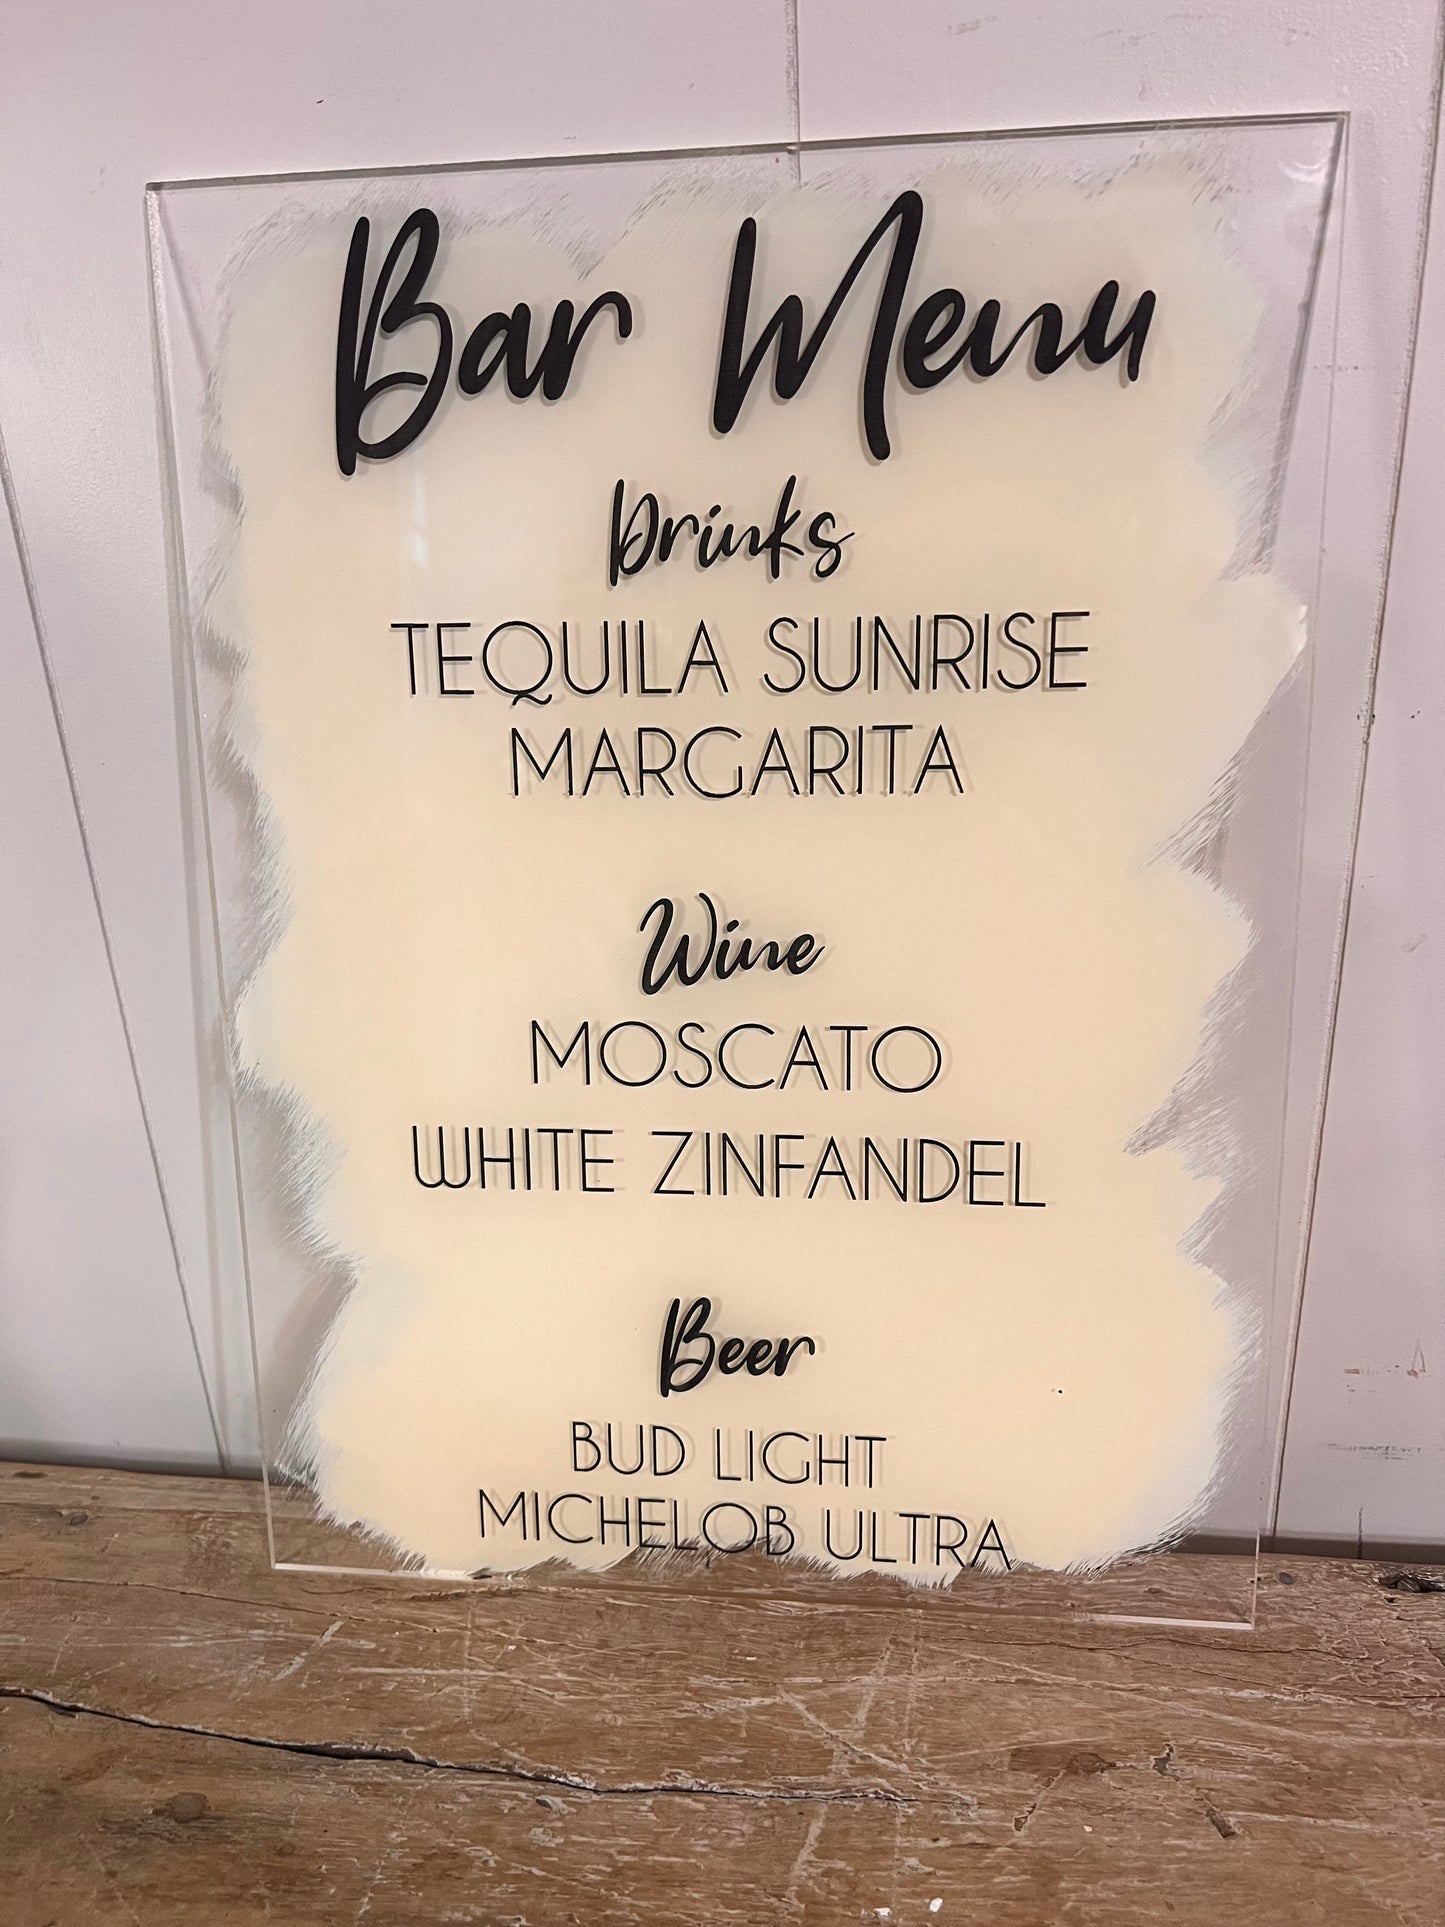 Bar Menu
Drinks
TEQUILA SUNRISE
MARGARITA
Wine
MOSCATO
WHITE ZINFANDEL
Beer
BUD LIGHT
MICHELOB ULTRA